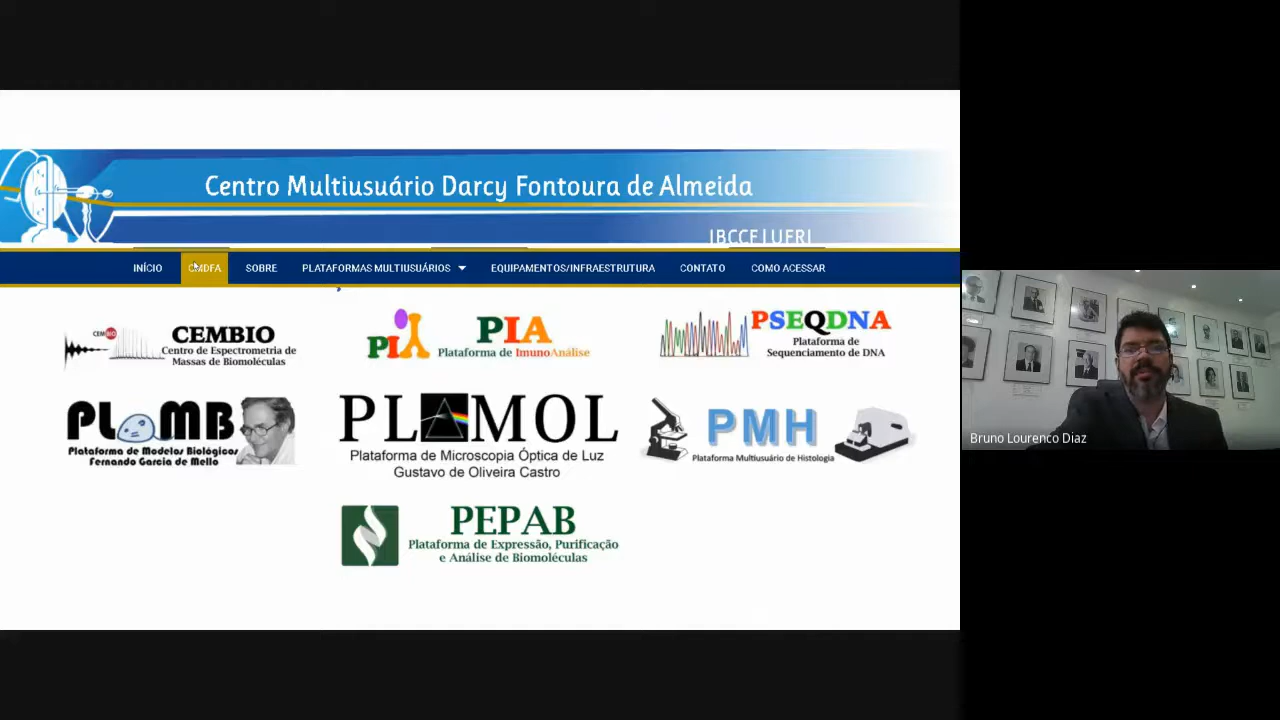 Centro Multiusuário Darcy Fontoura de Almeida
IBCCF | UFRJ
INÍCIO CMDFA SOBRE PLATAFORMAS MULTIUSUÁRIOS EQUIPAMENTOS/INFRAESTRUTURA CONTATO COMO ACESSAR
CEMBIO
CEMBIO
Centro de Espectrometria de
Massas de Biomoléculas
PIA
PIA
Plataforma de ImunoAnálise
PSEQDNA
Plataforma de
Sequenciamento de DNA
PLAMB
Plataforma de Modelos Biológicos
Fernando Garcia de Mello
PLAMOL
Plataforma de Microscopia Óptica de Luz
Gustavo de Oliveira Castro
PMH
Plataforma Multiusuário de Histologia
PEPAB
Plataforma de Expressão, Purificação
e Análise de Biomoléculas
Bruno Lourenco Diaz